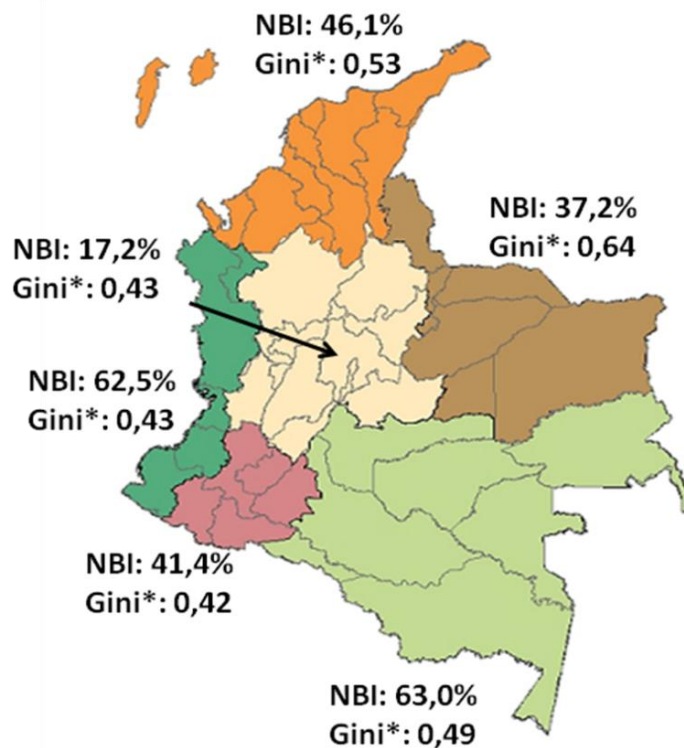 NBI: 46,1%
Gini*: 0,53
NBI: 37,2%
Gini*: 0,64
NBI: 17,2%
Gini*: 0,43
NBI: 62,5%
Gini*: 0,43
NBI: 41,4%
Gini*: 0,42
NBI: 63,0%
Gini*: 0,49